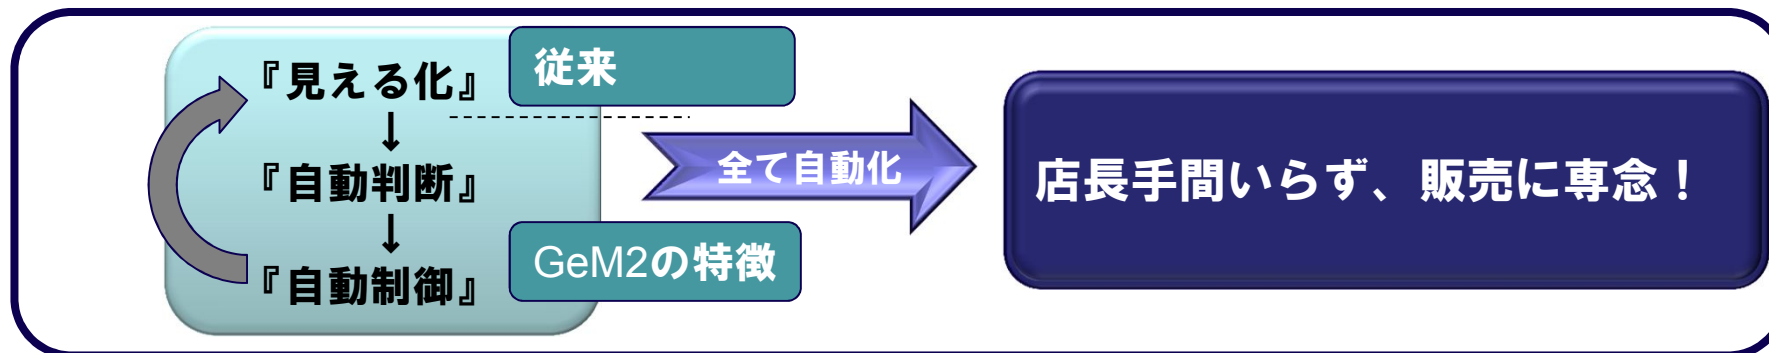 『見える化』
従来
↓
『自動判断』
↓
『自動制御』
GeM2の特徴
全て自動化
店長手間いらず、販売に専念！